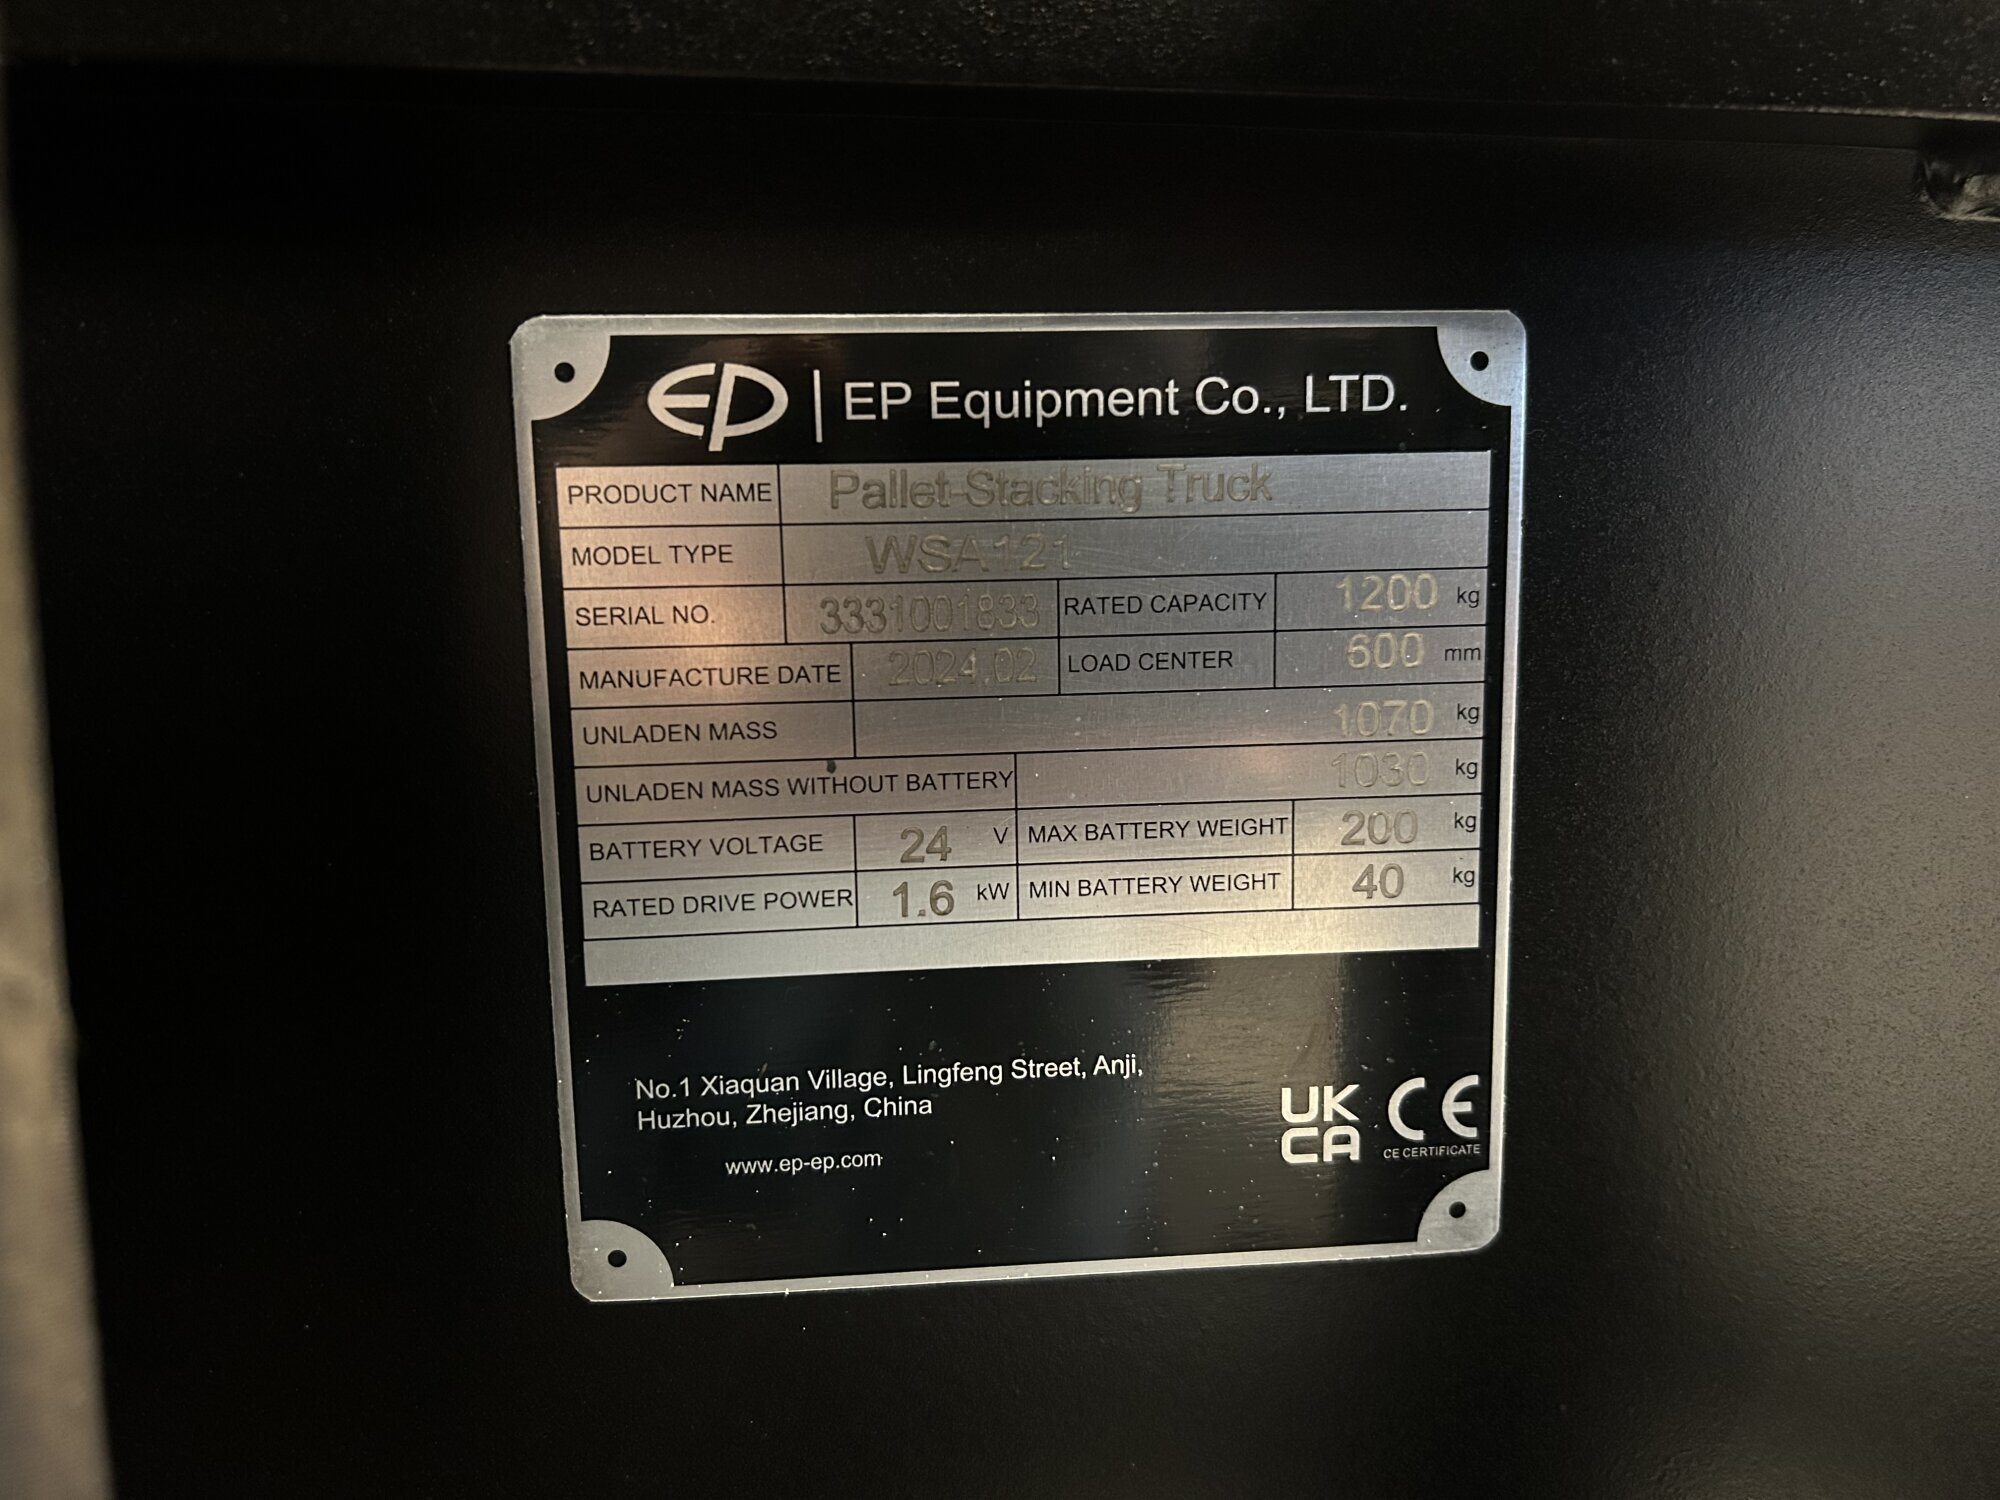 EP | EP Equipment Co., LTD.
PRODUCT NAME Pallet-Stacking Truck
MODEL TYPE WSA121
SERIAL NO. 3331001833 RATED CAPACITY 1200 kg
MANUFACTURE DATE 2024.02 LOAD CENTER 600 mm
UNLADEN MASS 1070 kg
UNLADEN MASS WITHOUT BATTERY 1030 kg
BATTERY VOLTAGE 24 V MAX BATTERY WEIGHT 200 kg
RATED DRIVE POWER 1.6 kW MIN BATTERY WEIGHT 40 kg
No.1 Xiaquan Village, Lingfeng Street, Anji,
Huzhou, Zhejiang, China
www.ep-ep.com
UK
CA
CE
CE CERTIFICATE